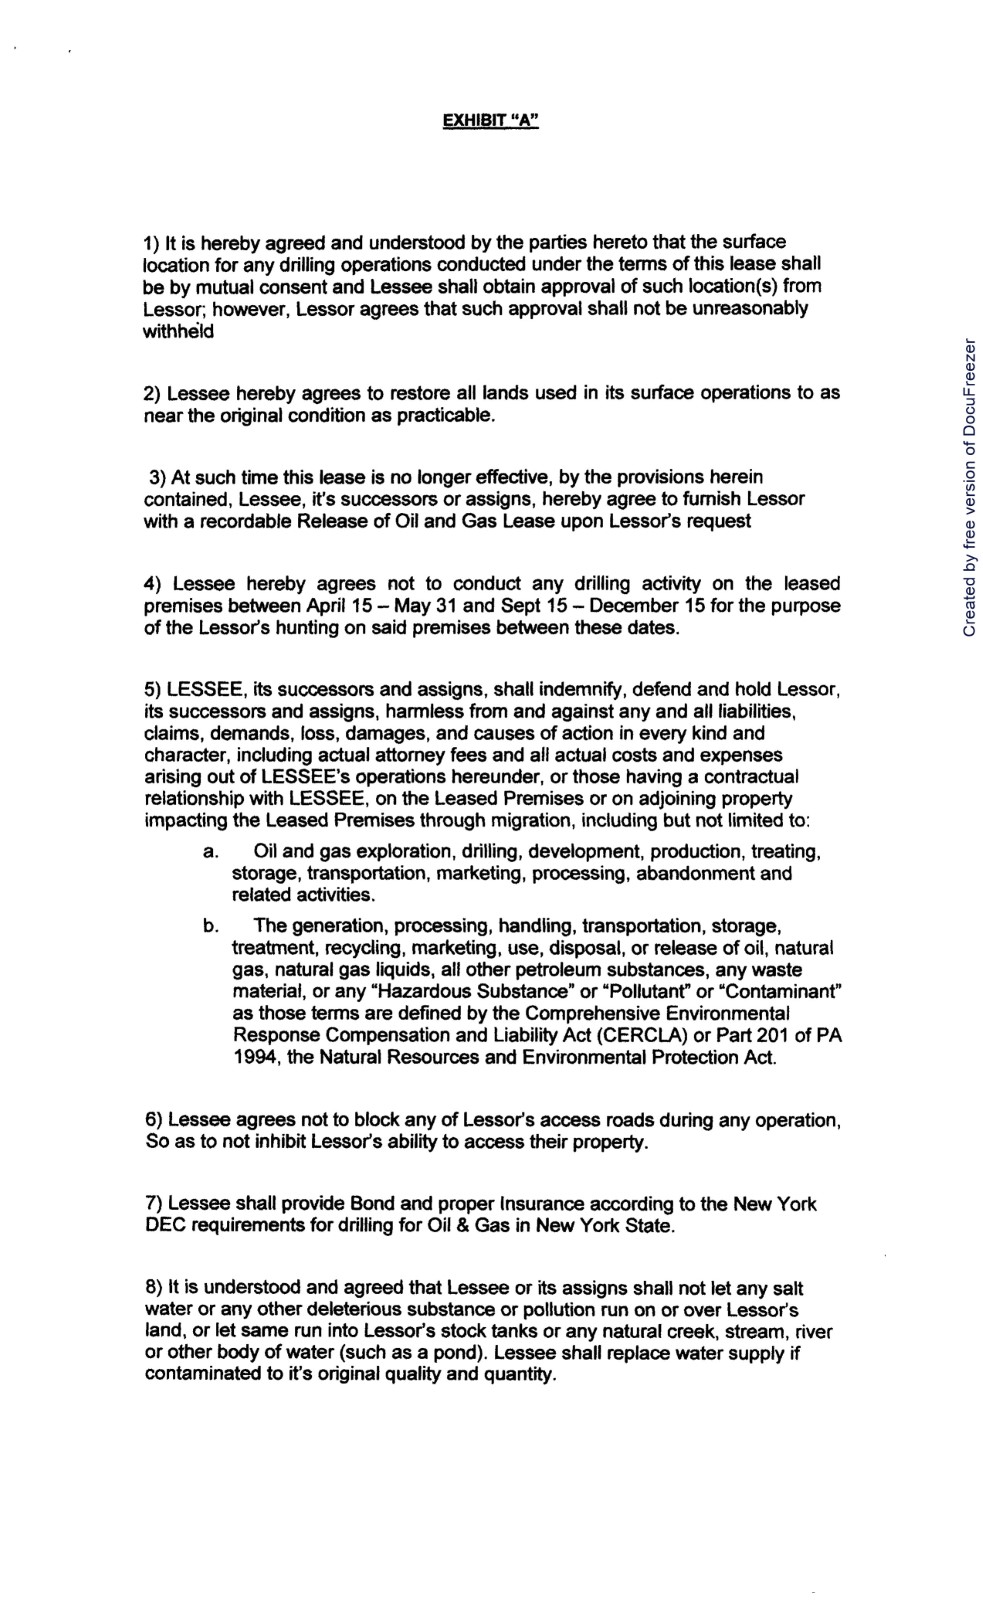 EXHIBIT “A”
1) It is hereby agreed and understood by the parties hereto that the surface
location for any drilling operations conducted under the terms of this lease shall
be by mutual consent and Lessee shall obtain approval of such location(s) from
Lessor; however, Lessor agrees that such approval shall not be unreasonably
withheld
2) Lessee hereby agrees to restore all lands used in its surface operations to as
near the original condition as practicable.
3) At such time this lease is no longer effective, by the provisions herein
contained, Lessee, it's successors or assigns, hereby agree to furnish Lessor
with a recordable Release of Oil and Gas Lease upon Lessor's request
4) Lessee hereby agrees not to conduct any drilling activity on the leased
premises between April 15 – May 31 and Sept 15 – December 15 for the purpose
of the Lessor's hunting on said premises between these dates.
5) LESSEE, its successors and assigns, shall indemnify, defend and hold Lessor,
its successors and assigns, harmless from and against any and all liabilities,
claims, demands, loss, damages, and causes of action in every kind and
character, including actual attorney fees and all actual costs and expenses
arising out of LESSEE's operations hereunder, or those having a contractual
relationship with LESSEE, on the Leased Premises or on adjoining property
impacting the Leased Premises through migration, including but not limited to:
a. Oil and gas exploration, drilling, development, production, treating,
storage, transportation, marketing, processing, abandonment and
related activities.
b. The generation, processing, handling, transportation, storage,
treatment, recycling, marketing, use, disposal, or release of oil, natural
gas, natural gas liquids, all other petroleum substances, any waste
material, or any “Hazardous Substance” or “Pollutant” or “Contaminant”
as those terms are defined by the Comprehensive Environmental
Response Compensation and Liability Act (CERCLA) or Part 201 of PA
1994, the Natural Resources and Environmental Protection Act.
6) Lessee agrees not to block any of Lessor's access roads during any operation,
So as to not inhibit Lessor's ability to access their property.
7) Lessee shall provide Bond and proper Insurance according to the New York
DEC requirements for drilling for Oil & Gas in New York State.
8) It is understood and agreed that Lessee or its assigns shall not let any salt
water or any other deleterious substance or pollution run on or over Lessor's
land, or let same run into Lessor's stock tanks or any natural creek, stream, river
or other body of water (such as a pond). Lessee shall replace water supply if
contaminated to it's original quality and quantity.
Created by free version of DocuFreezer